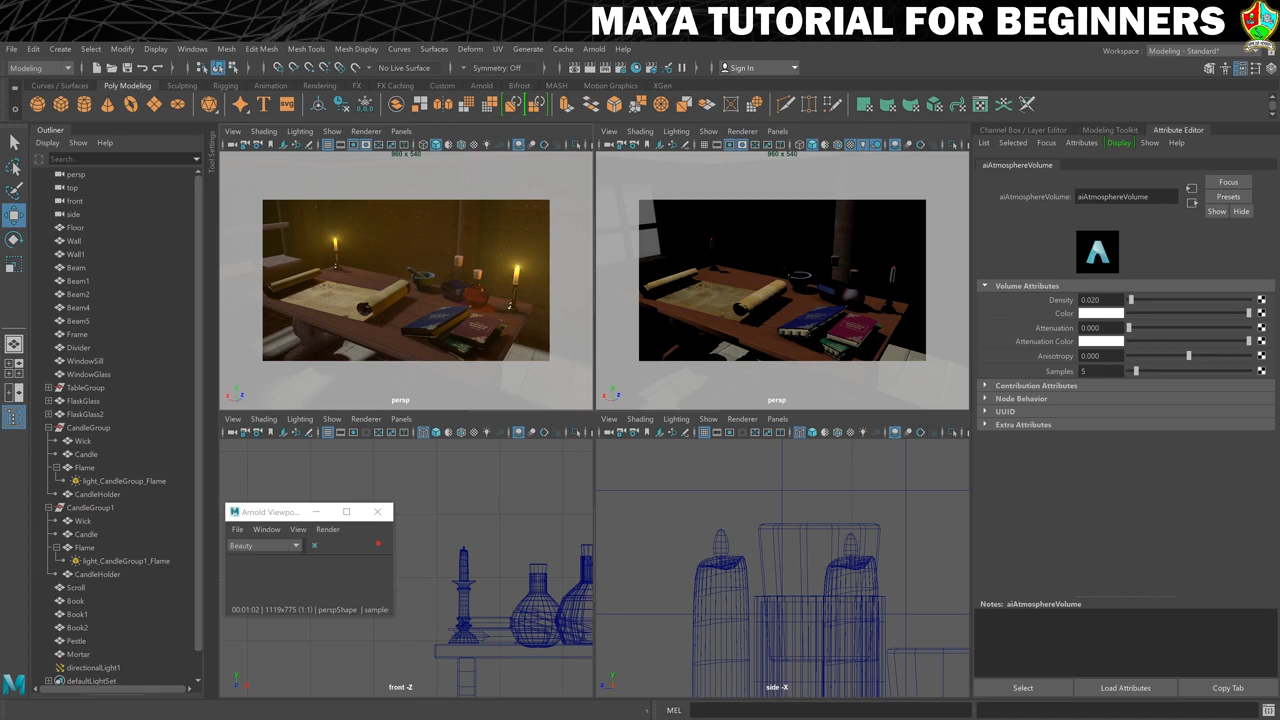 MAYA TUTORIAL FOR BEGINNERS
File Edit Create Select Modify Display Windows Mesh Edit Mesh Mesh Tools Mesh Display Curves Surfaces Deform UV Generate Cache Arnold Help
Workspace : Modeling - Standard*
Modeling No Live Surface Symmetry: Off Sign In
Curves / Surfaces Poly Modeling Sculpting Rigging Animation Rendering FX FX Caching Custom Arnold Bifrost MASH Motion Graphics XGen
Outliner
Display Show Help
Search...
Tool Settings
persp
top
front
side
Floor
Wall
Wall1
Beam
Beam1
Beam2
Beam4
Beam5
Frame
Divider
WindowSill
WindowGlass
TableGroup
FlaskGlass
FlaskGlass2
CandleGroup
Wick
Candle
Flame
light_CandleGroup_Flame
CandleHolder
CandleGroup1
Wick
Candle
Flame
light_CandleGroup1_Flame
CandleHolder
Scroll
Book
Book1
Book2
Pestle
Mortar
directionalLight1
defaultLightSet
View Shading Lighting Show Renderer Panels
960 x 540
persp
View Shading Lighting Show Renderer Panels
960 x 540
persp
View Shading Lighting Show Renderer Panels
Arnold Viewpo...
File Window View Render
Beauty
00:01:02 | 1119x775 (1:1) | perspShape | sample:
front -Z
View Shading Lighting Show Renderer Panels
side -X
Channel Box / Layer Editor Modeling Toolkit Attribute Editor
List Selected Focus Attributes Display Show Help
aiAtmosphereVolume
aiAtmosphereVolume: aiAtmosphereVolume
Focus
Presets
Show Hide
Volume Attributes
Density 0.020
Color
Attenuation 0.000
Attenuation Color
Anisotropy 0.000
Samples 5
Contribution Attributes
Node Behavior
UUID
Extra Attributes
Notes: aiAtmosphereVolume
Select Load Attributes Copy Tab
MEL